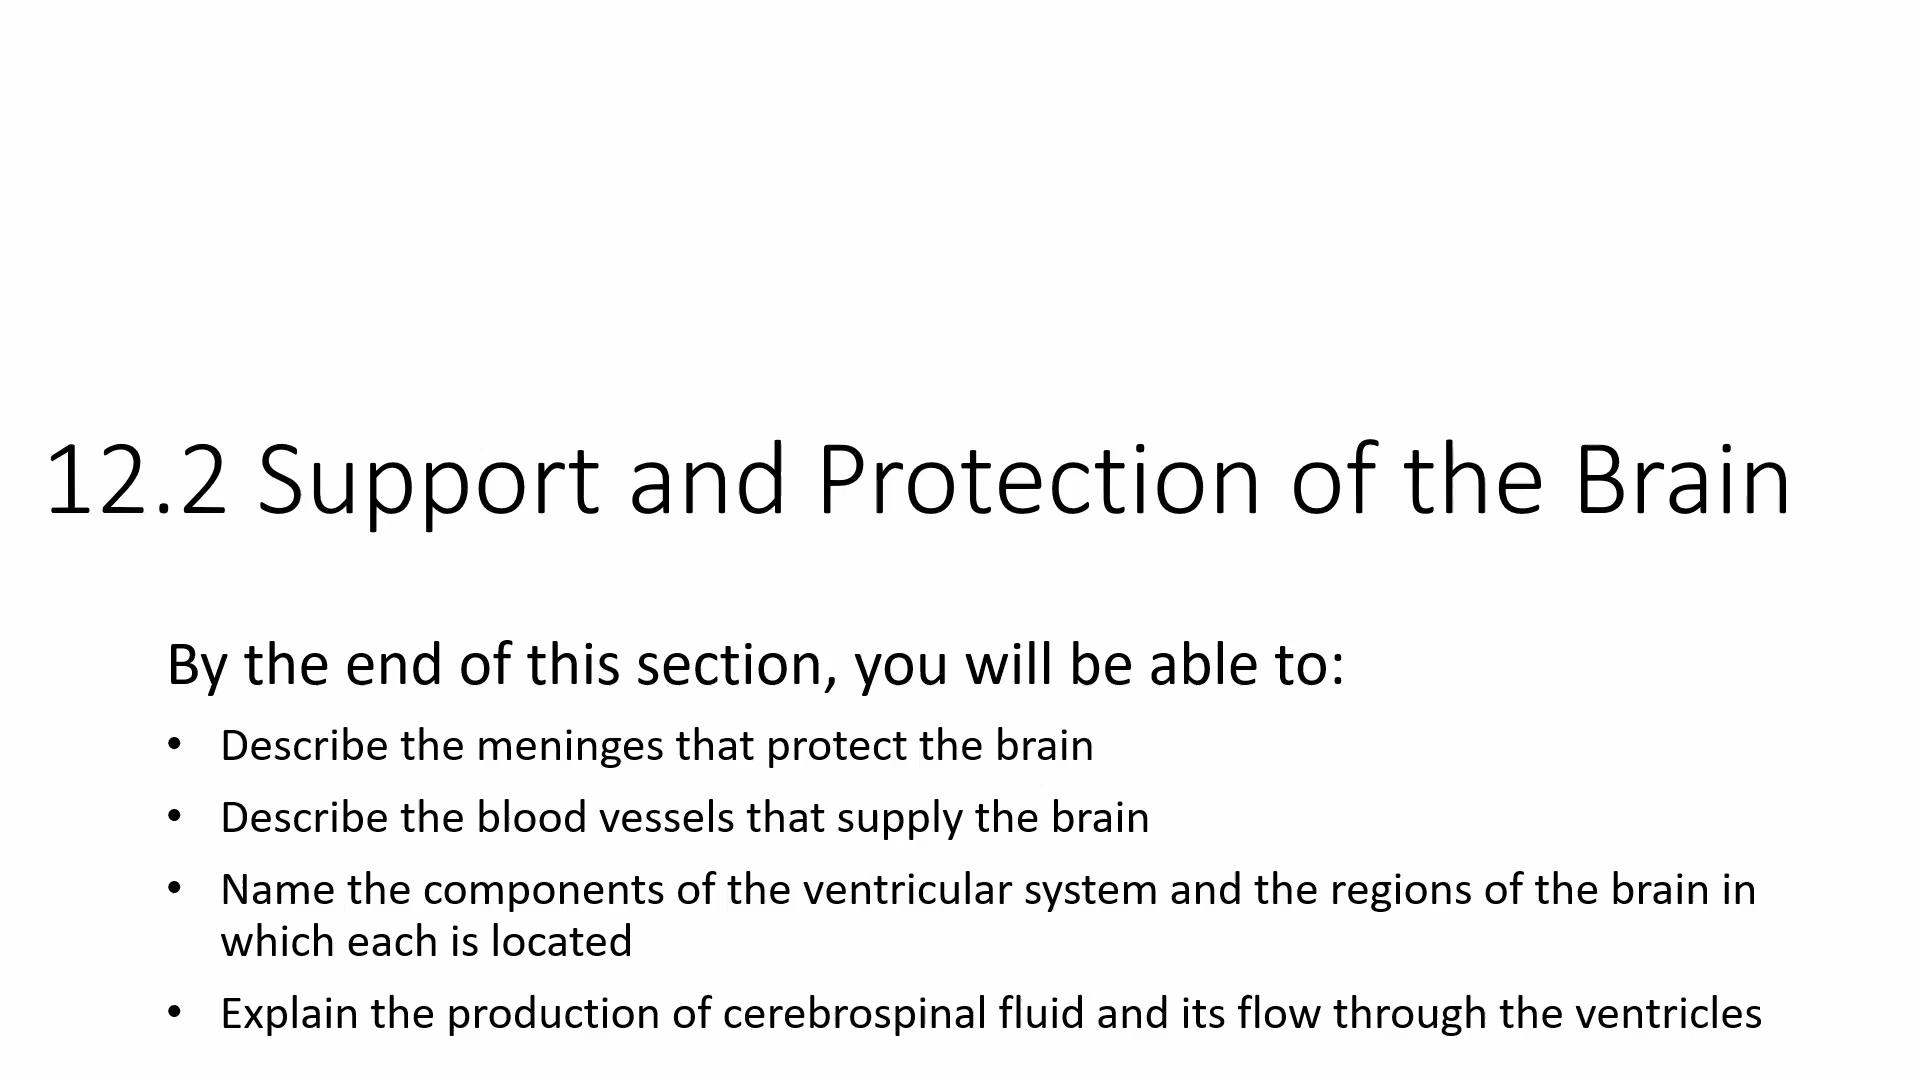 12.2 Support and Protection of the Brain
By the end of this section, you will be able to:
• Describe the meninges that protect the brain
• Describe the blood vessels that supply the brain
• Name the components of the ventricular system and the regions of the brain in
which each is located
• Explain the production of cerebrospinal fluid and its flow through the ventricles